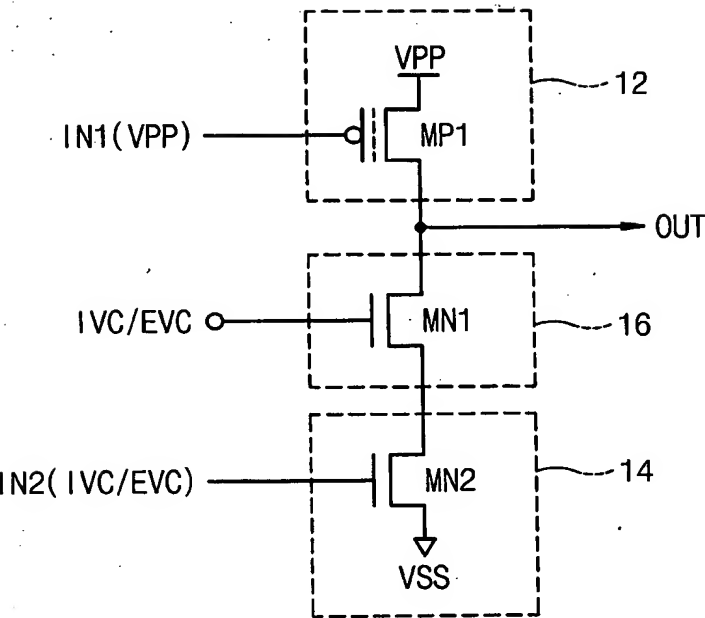 VPP
12
IN1(VPP)
MP1
OUT
IVC/EVC
MN1
16
IN2(IVC/EVC)
MN2
14
VSS